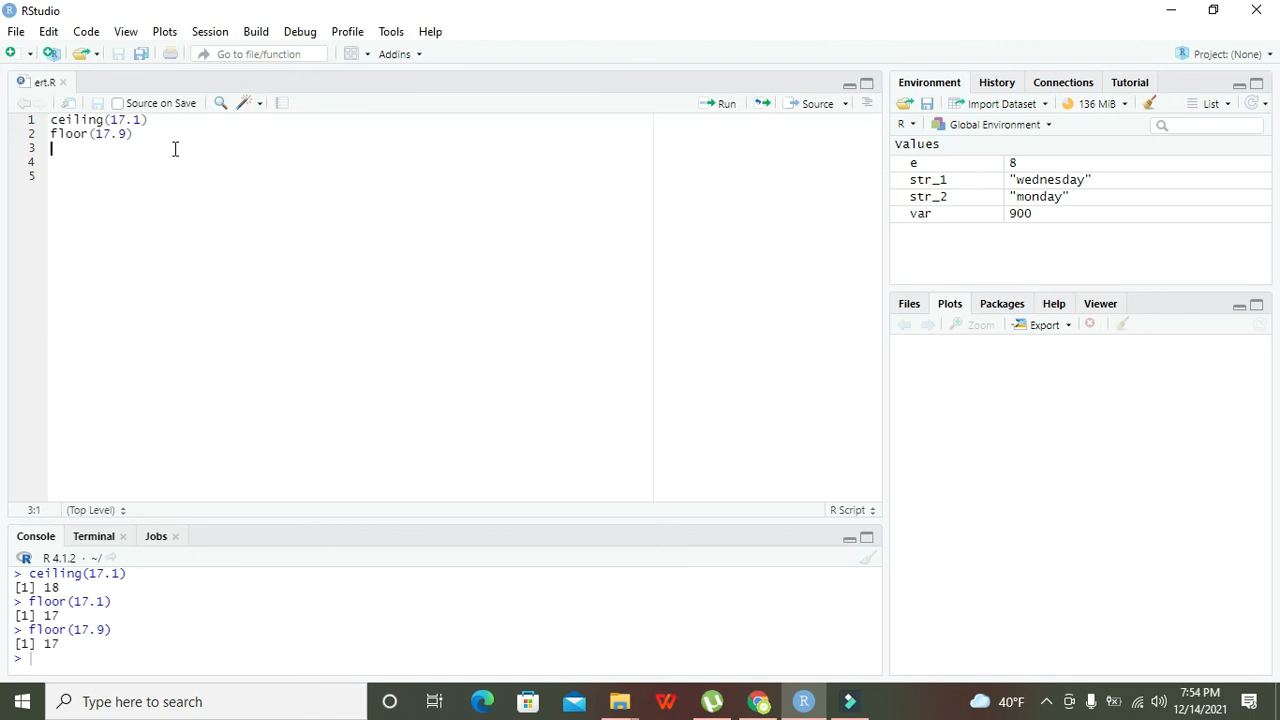 RStudio
File Edit Code View Plots Session Build Debug Profile Tools Help
Go to file/function Addins Project: (None)
ert.R
Source on Save Run Source
1 ceiling(17.1)
2 floor(17.9)
3
4
5
3:1 (Top Level) R Script
Console Terminal Jobs
R 4.1.2 · ~/
> ceiling(17.1)
[1] 18
> floor(17.1)
[1] 17
> floor(17.9)
[1] 17
>
Environment History Connections Tutorial
Import Dataset 136 MiB List
R Global Environment
Values
e 8
str_1 "wednesday"
str_2 "monday"
var 900
Files Plots Packages Help Viewer
Zoom Export
Type here to search
40°F
7:54 PM
12/14/2021